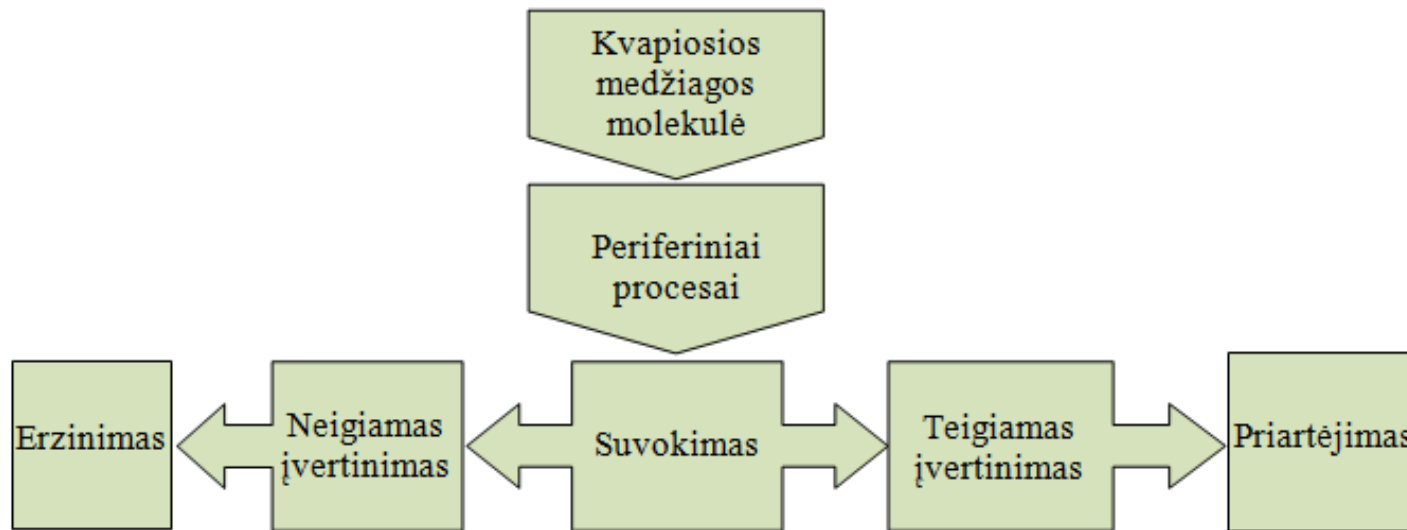 Kvapiosios
medžiagos
molekulė
Periferiniai
procesai
Erzinimas
Neigiamas
įvertinimas
Suvokimas
Teigiamas
įvertinimas
Priartėjimas